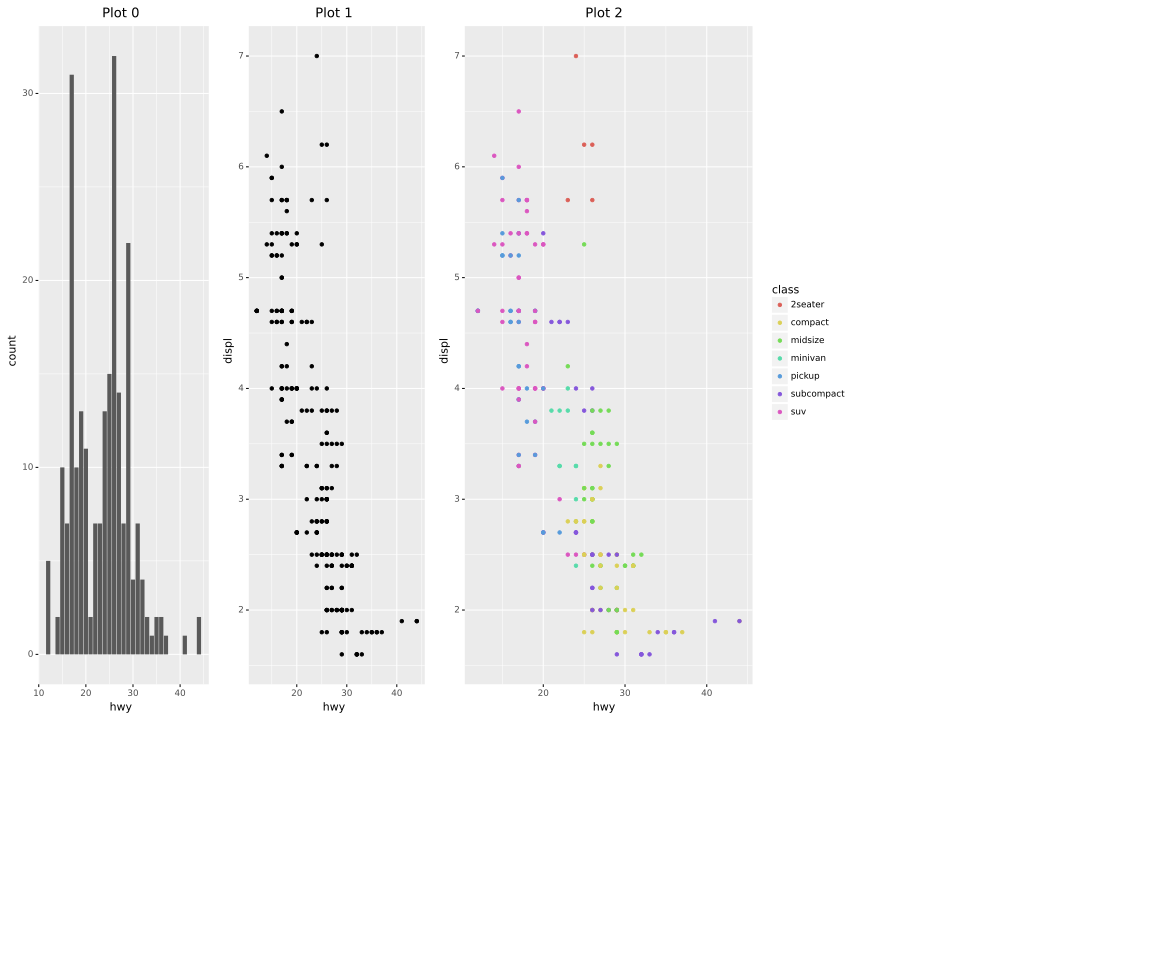 Plot 0
count
30
20
10
0
10 20 30 40
hwy
Plot 1
displ
7
6
5
4
3
2
20 30 40
hwy
Plot 2
displ
7
6
5
4
3
2
20 30 40
hwy
class
2seater
compact
midsize
minivan
pickup
subcompact
suv